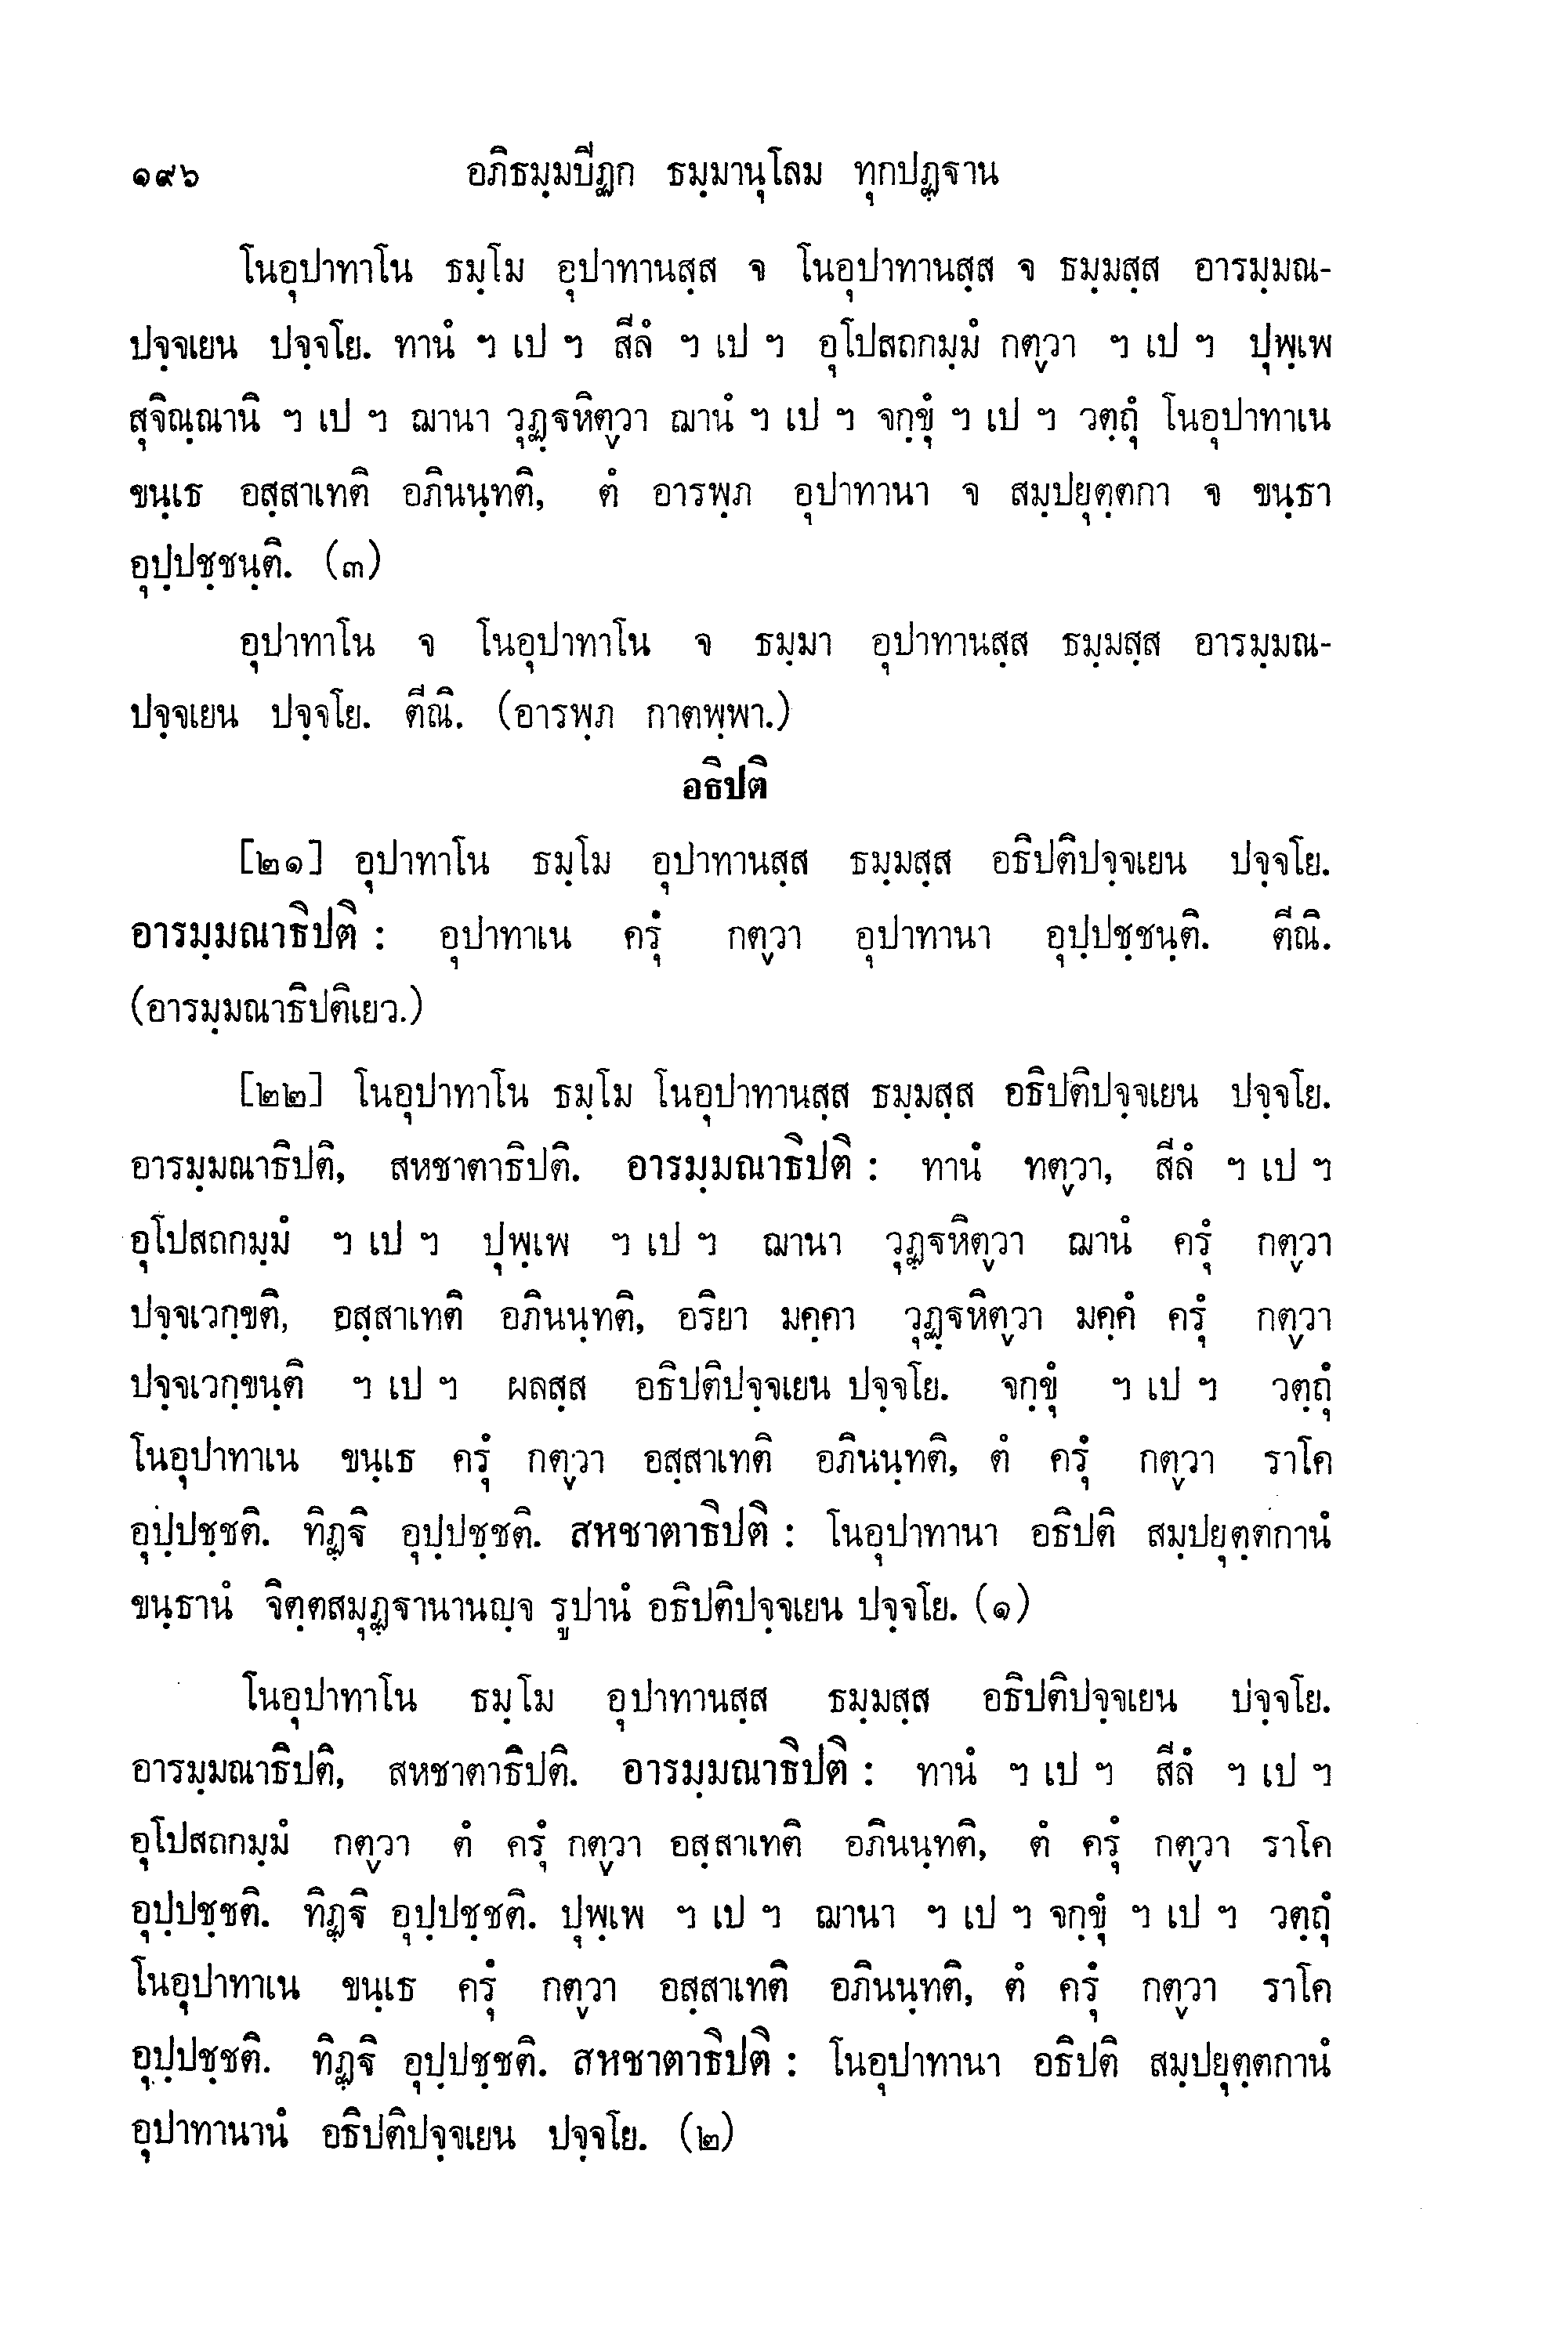 ๑๙๖ อภิธมฺมปิฏก ธมฺมานุโลม ทุกปฏฺฐาน
โนอุปาทาโน ธมฺโม อุปาทานสฺส จ โนอุปาทานสฺส จ ธมฺมสฺส อารมฺมณ-
ปจฺจเยน ปจฺจโย. ทานํ ฯ เป ฯ สีลํ ฯ เป ฯ อุโปสถกมฺมํ กตฺวา ฯ เป ฯ ปุพฺเพ
สุจิณฺณานิ ฯ เป ฯ ฌานา วุฏฺฐหิตฺวา ฌานํ ฯ เป ฯ จกฺขุํ ฯ เป ฯ วตฺถุํ โนอุปาทาเน
ขนฺเธ อสฺสาเทติ อภินนฺทติ, ตํ อารพฺภ อุปาทานา จ สมฺปยุตฺตกา จ ขนฺธา
อุปฺปชฺชนฺติ. (๓)
อุปาทาโน จ โนอุปาทาโน จ ธมฺมา อุปาทานสฺส ธมฺมสฺส อารมฺมณ-
ปจฺจเยน ปจฺจโย. ตีณิ. (อารพฺภ กาตพฺพา.)
อธิปติ
[๒๑] อุปาทาโน ธมฺโม อุปาทานสฺส ธมฺมสฺส อธิปติปจฺจเยน ปจฺจโย.
อารมฺมณาธิปติ : อุปาทาเน ครุํ กตฺวา อุปาทานา อุปฺปชฺชนฺติ. ตีณิ.
(อารมฺมณาธิปติเยว.)
[๒๒] โนอุปาทาโน ธมฺโม โนอุปาทานสฺส ธมฺมสฺส อธิปติปจฺจเยน ปจฺจโย.
อารมฺมณาธิปติ, สหชาตาธิปติ. อารมฺมณาธิปติ : ทานํ ทตฺวา, สีลํ ฯ เป ฯ
อุโปสถกมฺมํ ฯ เป ฯ ปุพฺเพ ฯ เป ฯ ฌานา วุฏฺฐหิตฺวา ฌานํ ครุํ กตฺวา
ปจฺจเวกฺขติ, อสฺสาเทติ อภินนฺทติ, อริยา มคฺคา วุฏฺฐหิตฺวา มคฺคํ ครุํ กตฺวา
ปจฺจเวกฺขนฺติ ฯ เป ฯ ผลสฺส อธิปติปจฺจเยน ปจฺจโย. จกฺขุํ ฯ เป ฯ วตฺถุํ
โนอุปาทาเน ขนฺเธ ครุํ กตฺวา อสฺสาเทติ อภินนฺทติ, ตํ ครุํ กตฺวา ราโค
อุปฺปชฺชติ. ทิฏฺฐิ อุปฺปชฺชติ. สหชาตาธิปติ : โนอุปาทานา อธิปติ สมฺปยุตฺตกานํ
ขนฺธานํ จิตฺตสมุฏฺฐานานญฺจ รูปานํ อธิปติปจฺจเยน ปจฺจโย. (๑)
โนอุปาทาโน ธมฺโม อุปาทานสฺส ธมฺมสฺส อธิปติปจฺจเยน ปจฺจโย.
อารมฺมณาธิปติ, สหชาตาธิปติ. อารมฺมณาธิปติ : ทานํ ฯ เป ฯ สีลํ ฯ เป ฯ
อุโปสถกมฺมํ กตฺวา ตํ ครุํ กตฺวา อสฺสาเทติ อภินนฺทติ, ตํ ครุํ กตฺวา ราโค
อุปฺปชฺชติ. ทิฏฺฐิ อุปฺปชฺชติ. ปุพฺเพ ฯ เป ฯ ฌานา ฯ เป ฯ จกฺขุํ ฯ เป ฯ วตฺถุํ
โนอุปาทาเน ขนฺเธ ครุํ กตฺวา อสฺสาเทติ อภินนฺทติ, ตํ ครุํ กตฺวา ราโค
อุปฺปชฺชติ. ทิฏฺฐิ อุปฺปชฺชติ. สหชาตาธิปติ : โนอุปาทานา อธิปติ สมฺปยุตฺตกานํ
อุปาทานานํ อธิปติปจฺจเยน ปจฺจโย. (๒)